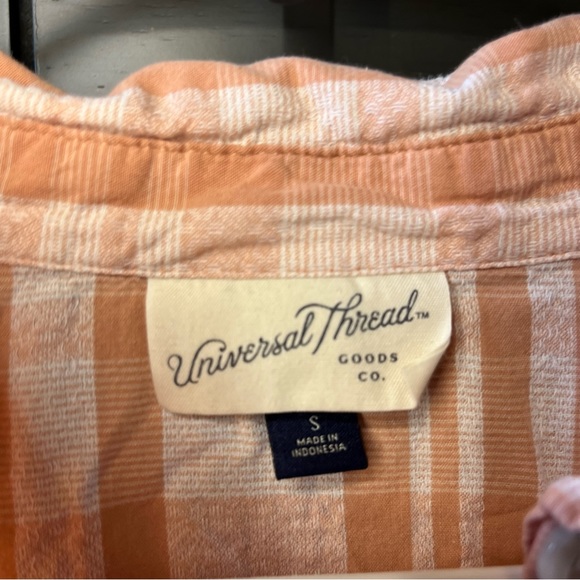 Universal Thread™
GOODS
CO.
S
MADE IN
INDONESIA